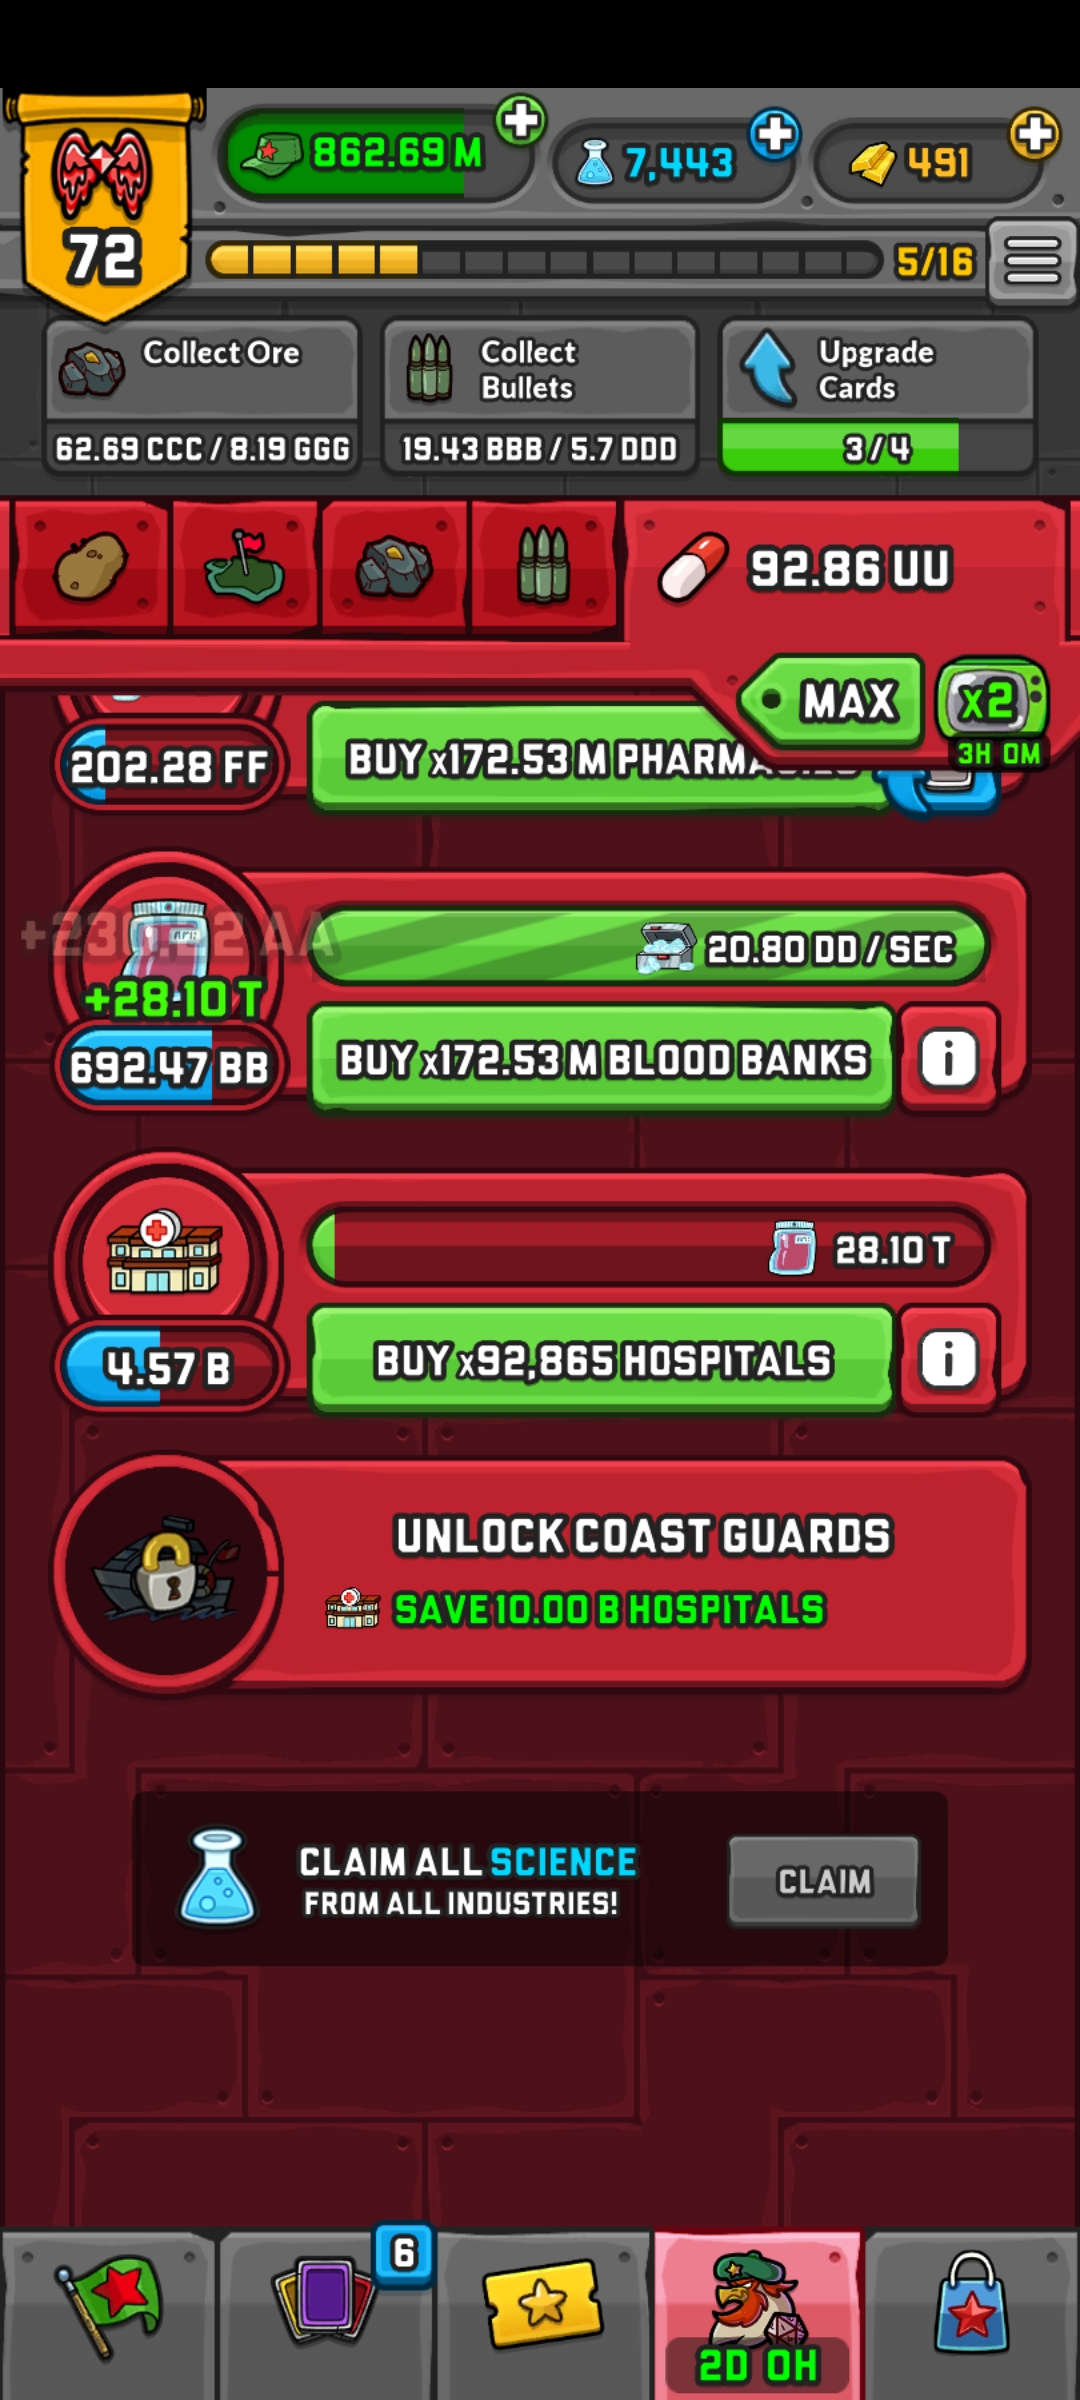 862.69 M
7,443
491
72
5/16
Collect Ore
62.69 CCC / 8.19 GGG
Collect
Bullets
19.43 BBB / 5.7 DDD
Upgrade
Cards
3/4
92.86 UU
MAX
x2
3H 0M
202.28 FF
BUY x172.53 M
20.80 DD / SEC
+28.10 T
692.47 BB
BUY x172.53 M BLOOD BANKS
i
28.10 T
4.57 B
BUY x92,865 HOSPITALS
i
UNLOCK COAST GUARDS
SAVE 10.00 B HOSPITALS
CLAIM ALL SCIENCE
FROM ALL INDUSTRIES!
CLAIM
6
2D 0H